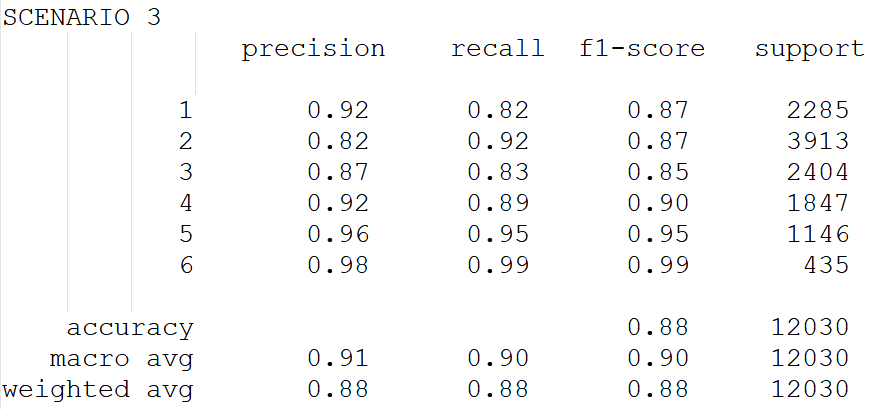 SCENARIO 3
precision recall f1-score support
1 0.92 0.82 0.87 2285
2 0.82 0.92 0.87 3913
3 0.87 0.83 0.85 2404
4 0.92 0.89 0.90 1847
5 0.96 0.95 0.95 1146
6 0.98 0.99 0.99 435
accuracy 0.88 12030
macro avg 0.91 0.90 0.90 12030
weighted avg 0.88 0.88 0.88 12030